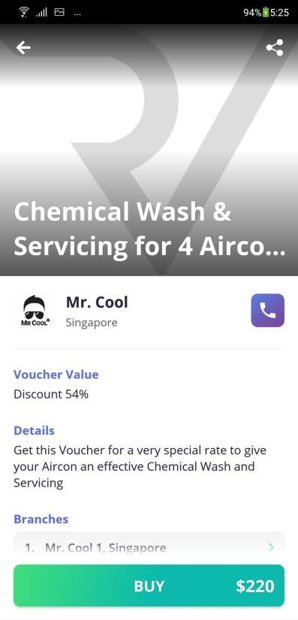 94% 5:25
Chemical Wash &
Servicing for 4 Airco...
Mr. Cool
MR COOL®
Singapore
Voucher Value
Discount 54%
Details
Get this Voucher for a very special rate to give
your Aircon an effective Chemical Wash and
Servicing
Branches
1. Mr. Cool 1, Singapore
BUY $220